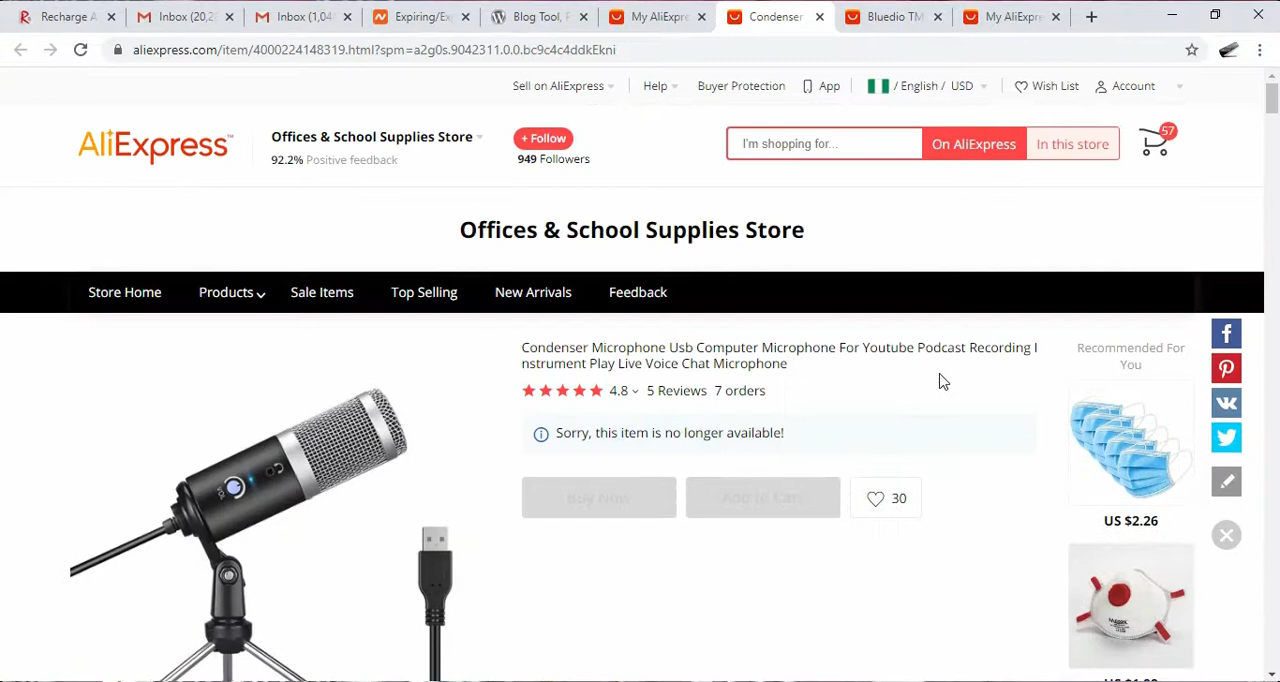 Recharge A
Inbox (20,2
Inbox (1,04
Expiring/Ex
Blog Tool, P
My AliExpre
Condenser
Bluedio TM
My AliExpre
aliexpress.com/item/4000224148319.html?spm=a2g0s.9042311.0.0.bc9c4c4ddkEkni
Sell on AliExpress
Help
Buyer Protection
App
/ English / USD
Wish List
Account
AliExpress™
Offices & School Supplies Store
92.2% Positive feedback
+ Follow
949 Followers
I'm shopping for...
On AliExpress
In this store
57
Offices & School Supplies Store
Store Home
Products
Sale Items
Top Selling
New Arrivals
Feedback
Condenser Microphone Usb Computer Microphone For Youtube Podcast Recording I
nstrument Play Live Voice Chat Microphone
4.8
5 Reviews
7 orders
Sorry, this item is no longer available!
Buy Now
Add to Cart
30
VOL
Recommended For
You
US $2.26